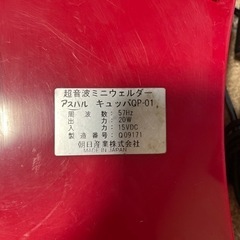 超音波ミニウェルダー
アスパル キュッパQP-01
周波数: 57Hz
出力: 20W
入力: 15VDC
製造番号: Q09171
朝日産業株式会社
MADE IN JAPAN